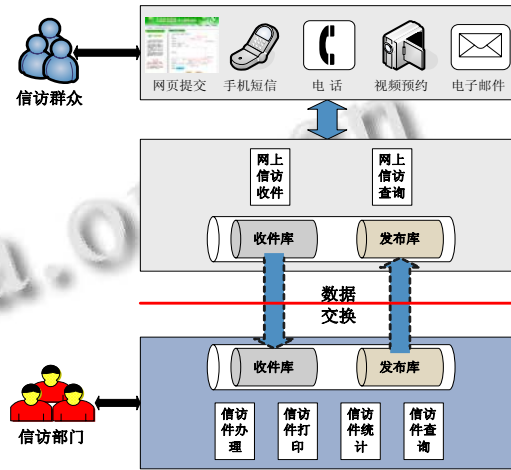 网页提交
手机短信
电 话
视频预约
电子邮件
信访群众
网上
信访
收件
网上
信访
查询
收件库
发布库
数据
交换
收件库
发布库
信访
件办
理
信访
件打
印
信访
件统
计
信访
件查
询
信访部门